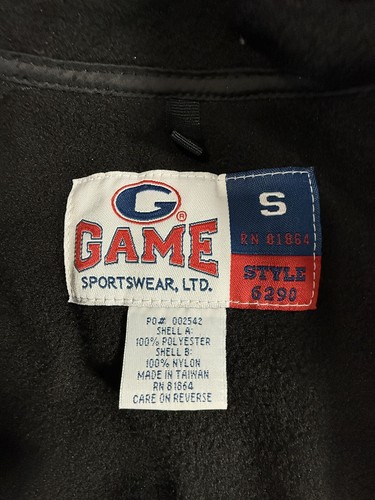 G ®
GAME
SPORTSWEAR, LTD.
S
RN 81864
STYLE
6290
PO#: 002542
SHELL A:
100% POLYESTER
SHELL B:
100% NYLON
MADE IN TAIWAN
RN 81864
CARE ON REVERSE